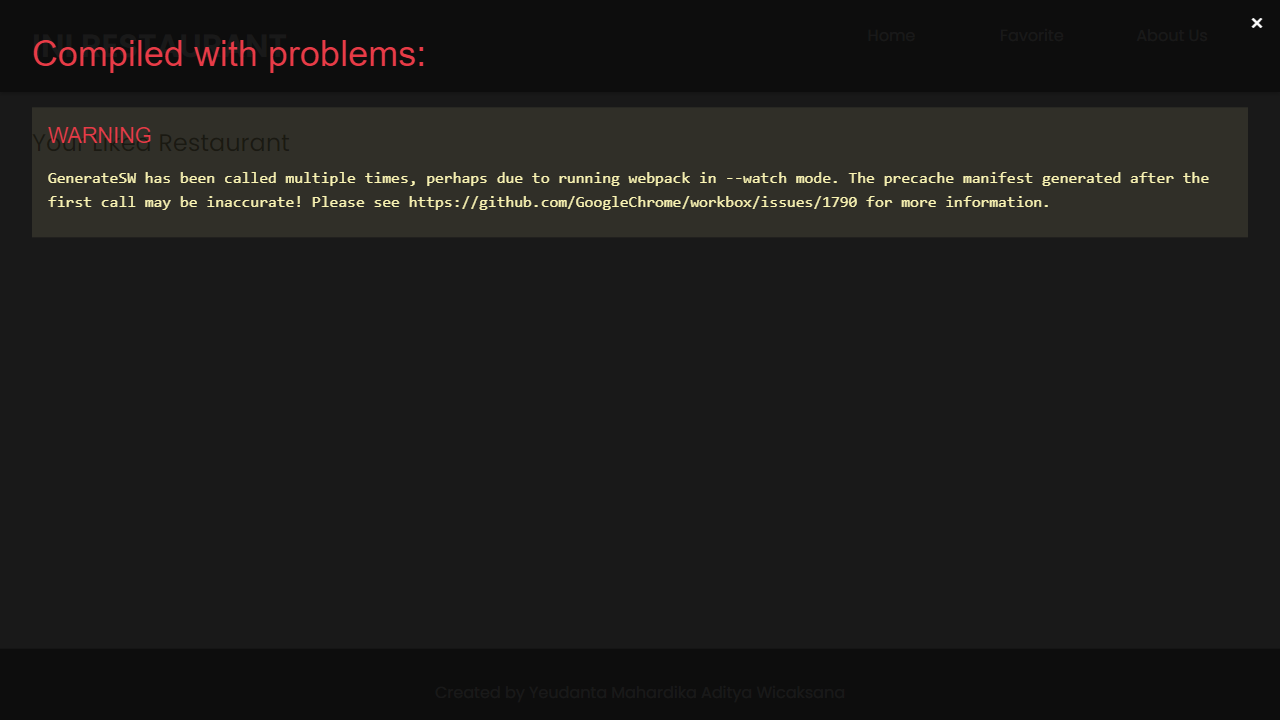 INI RESTAURANT
Home Favorite About Us
×
Compiled with problems:
WARNING
Your Liked Restaurant
GenerateSW has been called multiple times, perhaps due to running webpack in --watch mode. The precache manifest generated after the
first call may be inaccurate! Please see https://github.com/GoogleChrome/workbox/issues/1790 for more information.
Created by Yeudanta Mahardika Aditya Wicaksana